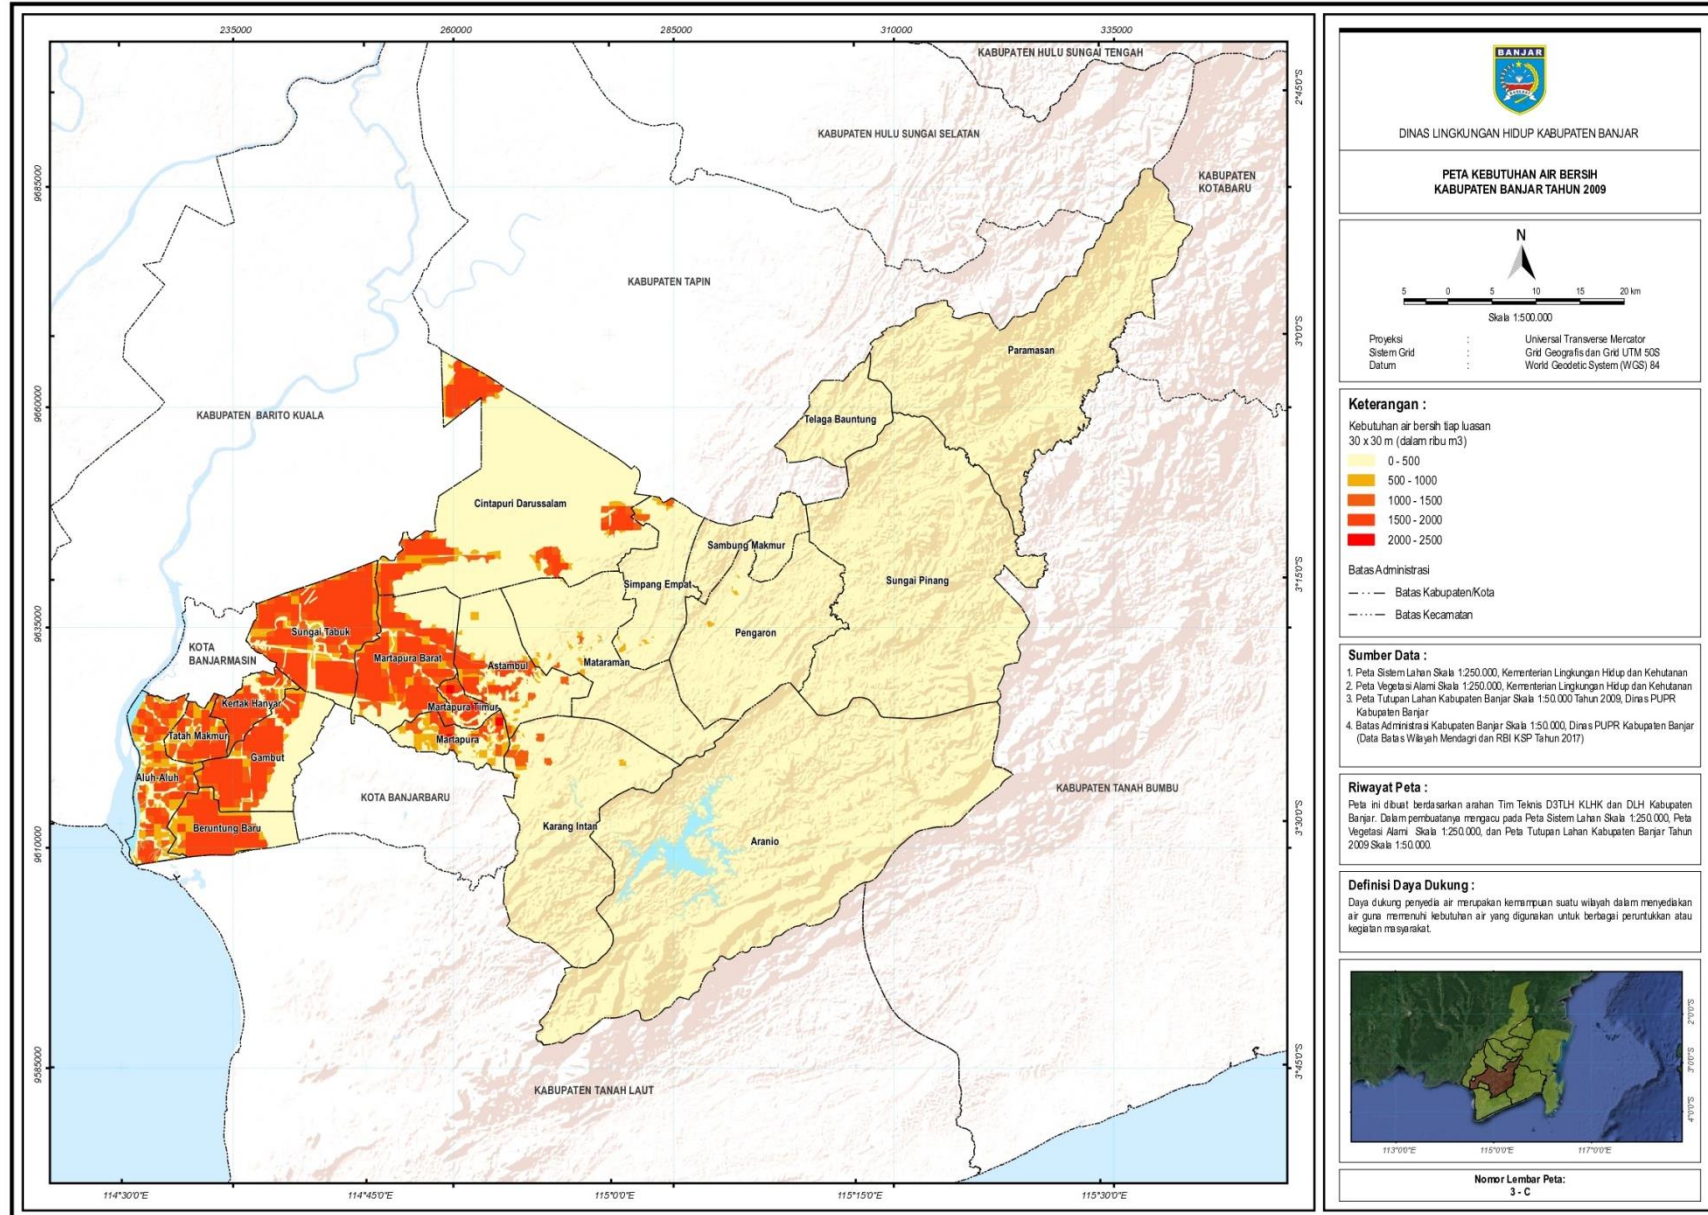 235000
260000
285000
310000
335000
KABUPATEN HULU SUNGAI TENGAH
KABUPATEN HULU SUNGAI SELATAN
KABUPATEN
KOTABARU
KABUPATEN TAPIN
KABUPATEN BARITO KUALA
Paramasan
Telaga Bauntung
Cintapuri Darussalam
Sambung Makmur
Simpang Empat
Sungai Pinang
Sungai Tabuk
KOTA
BANJARMASIN
Martapura Barat
Astambul
Mataraman
Pengaron
Kertak Hanyar
Martapura Timur
Tatah Makmur
Martapura
Gambut
Aluh-Aluh
KOTA BANJARBARU
KABUPATEN TANAH BUMBU
Beruntung Baru
Karang Intan
Aranio
KABUPATEN TANAH LAUT
9685000
9660000
9635000
9610000
9585000
2°45'0"S
3°0'0"S
3°15'0"S
3°30'0"S
3°45'0"S
114°30'0"E
114°45'0"E
115°0'0"E
115°15'0"E
115°30'0"E
BANJAR
DINAS LINGKUNGAN HIDUP KABUPATEN BANJAR
PETA KEBUTUHAN AIR BERSIH
KABUPATEN BANJAR TAHUN 2009
N
5 0 5 10 15 20 km
Skala 1:500.000
Proyeksi : Universal Transverse Mercator
Sistem Grid : Grid Geografis dan Grid UTM 50S
Datum : World Geodetic System (WGS) 84
Keterangan :
Kebutuhan air bersih tiap luasan
30 x 30 m (dalam ribu m3)
0 - 500
500 - 1000
1000 - 1500
1500 - 2000
2000 - 2500
Batas Administrasi
Batas Kabupaten/Kota
Batas Kecamatan
Sumber Data :
1. Peta Sistem Lahan Skala 1:250.000, Kementerian Lingkungan Hidup dan Kehutanan
2. Peta Vegetasi Alami Skala 1:250.000, Kementerian Lingkungan Hidup dan Kehutanan
3. Peta Tutupan Lahan Kabupaten Banjar Skala 1:50.000 Tahun 2009, Dinas PUPR
Kabupaten Banjar
4. Batas Administrasi Kabupaten Banjar Skala 1:50.000, Dinas PUPR Kabupaten Banjar
(Data Batas Wilayah Mendagri dan RBI KSP Tahun 2017)
Riwayat Peta :
Peta ini dibuat berdasarkan arahan Tim Teknis D3TLH KLHK dan DLH Kabupaten
Banjar. Dalam pembuatanya mengacu pada Peta Sistem Lahan Skala 1:250.000, Peta
Vegetasi Alami Skala 1:250.000, dan Peta Tutupan Lahan Kabupaten Banjar Tahun
2009 Skala 1:50.000.
Definisi Daya Dukung :
Daya dukung penyedia air merupakan kemampuan suatu wilayah dalam menyediakan
air guna memenuhi kebutuhan air yang digunakan untuk berbagai peruntukkan atau
kegiatan masyarakat.
2°0'0"S
3°0'0"S
4°0'0"S
113°0'0"E
115°0'0"E
117°0'0"E
Nomor Lembar Peta:
3 - C